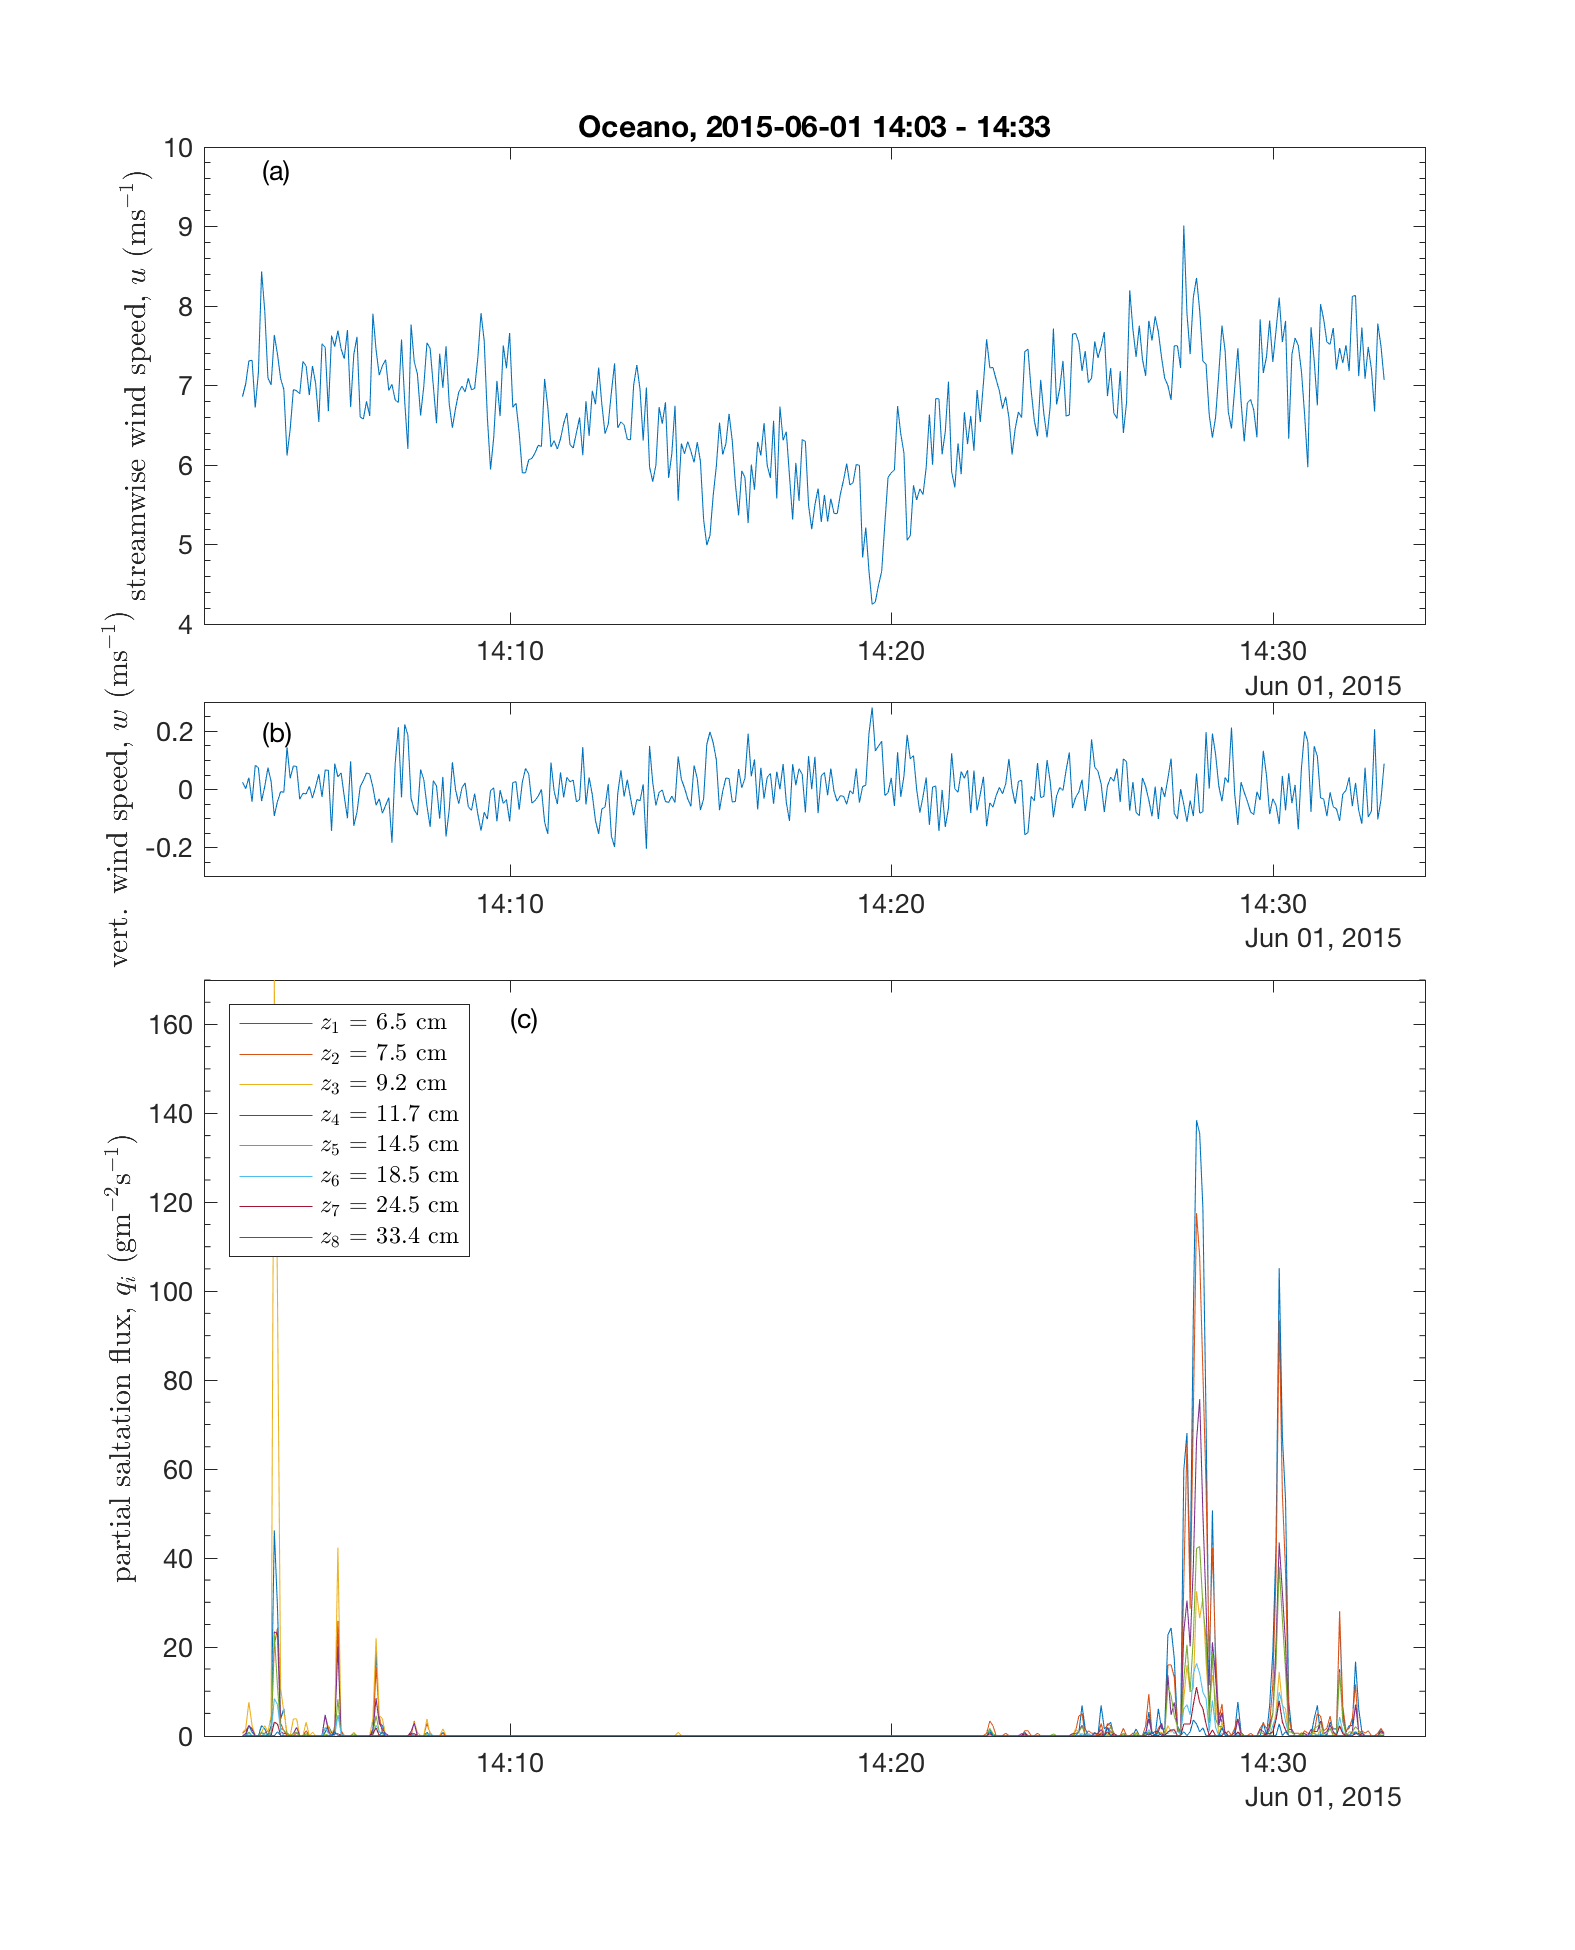 Oceano, 2015-06-01 14:03 - 14:33
(a)
streamwise wind speed, u (ms⁻¹)
10
9
8
7
6
5
4
14:10 14:20 14:30
Jun 01, 2015
(b)
vert. wind speed, w (ms⁻¹)
0.2
0
-0.2
14:10 14:20 14:30
Jun 01, 2015
(c)
partial saltation flux, qᵢ (gm⁻²s⁻¹)
160
140
120
100
80
60
40
20
0
z₁ = 6.5 cm
z₂ = 7.5 cm
z₃ = 9.2 cm
z₄ = 11.7 cm
z₅ = 14.5 cm
z₆ = 18.5 cm
z₇ = 24.5 cm
z₈ = 33.4 cm
14:10 14:20 14:30
Jun 01, 2015